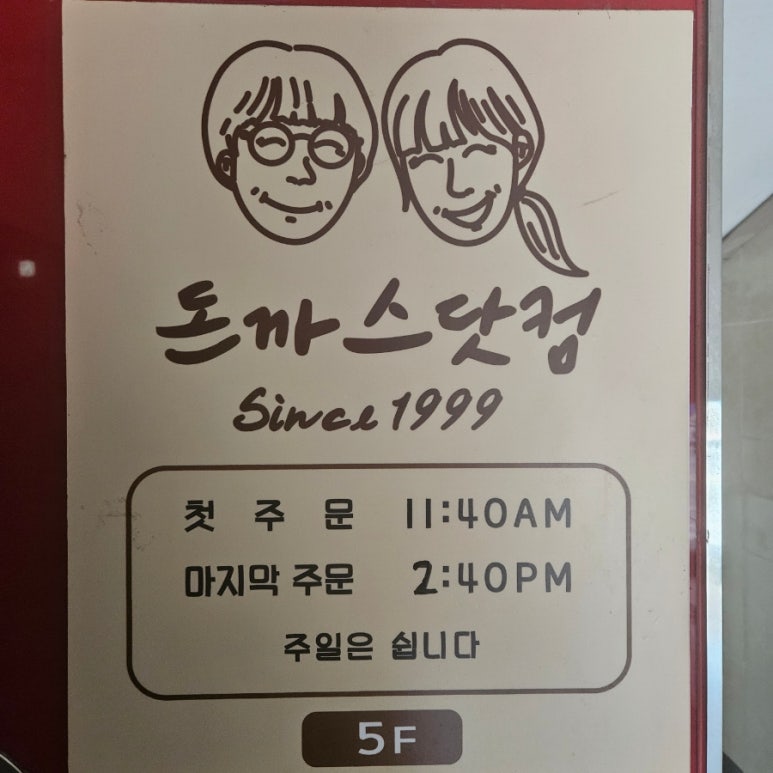 돈까스닷컴
Since 1999
첫 주 문 11:40AM
마지막 주문 2:40PM
주일은 쉽니다
5F